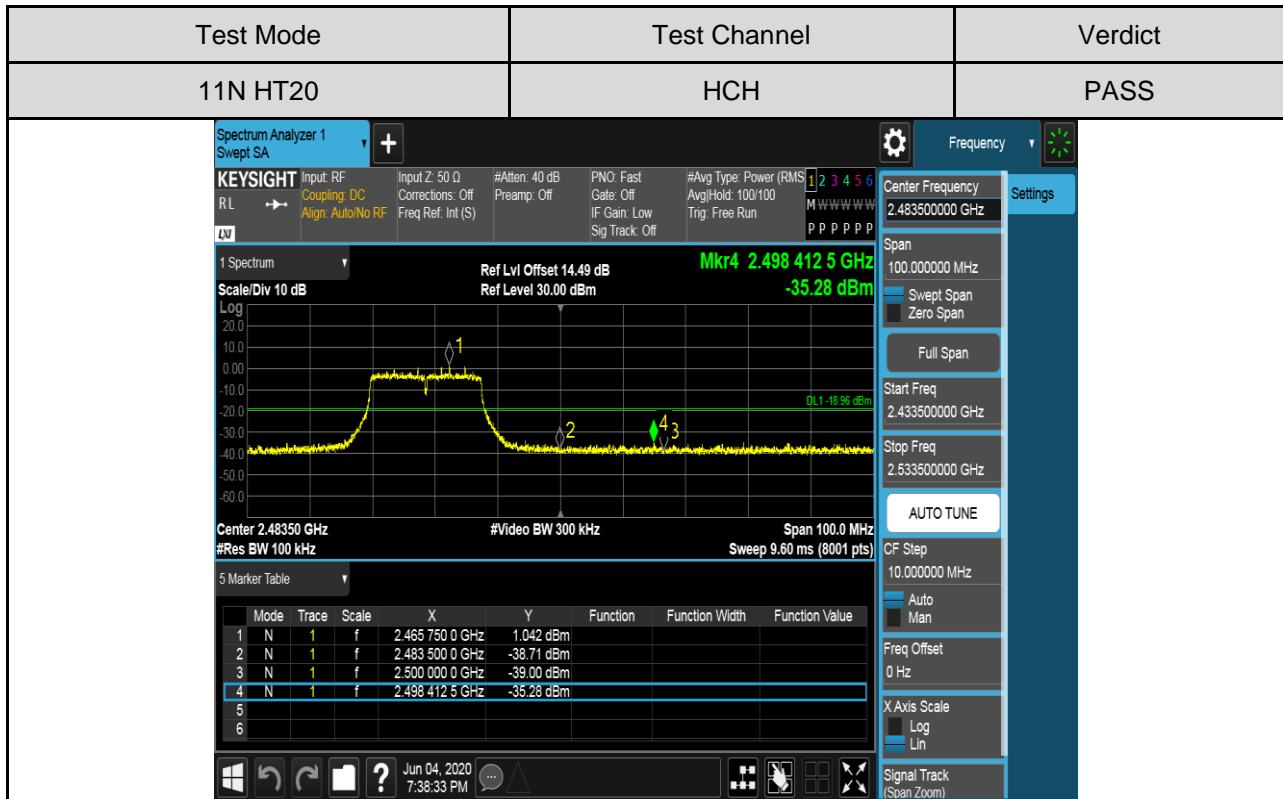 Test Mode Test Channel Verdict
11N HT20 HCH PASS
Spectrum Analyzer 1
Swept SA
Frequency
KEYSIGHT
RL
LXI
Input: RF
Coupling: DC
Align: Auto/No RF
Input Z: 50 Ω
Corrections: Off
Freq Ref: Int (S)
#Atten: 40 dB
Preamp: Off
PNO: Fast
Gate: Off
IF Gain: Low
Sig Track: Off
#Avg Type: Power (RMS
Avg|Hold: 100/100
Trig: Free Run
1 2 3 4 5 6
M W W W W W
P P P P P P
1 Spectrum
Scale/Div 10 dB
Ref Lvl Offset 14.49 dB
Ref Level 30.00 dBm
Mkr4 2.498 412 5 GHz
-35.28 dBm
Log
20.0
10.0
0.00
-10.0
-20.0
-30.0
-40.0
-50.0
-60.0
1
2
4
3
DL1 -18.96 dBm
Center 2.48350 GHz #Video BW 300 kHz Span 100.0 MHz
#Res BW 100 kHz Sweep 9.60 ms (8001 pts)
5 Marker Table
Mode Trace Scale X Y Function Function Width Function Value
1 N 1 f 2.465 750 0 GHz 1.042 dBm
2 N 1 f 2.483 500 0 GHz -38.71 dBm
3 N 1 f 2.500 000 0 GHz -39.00 dBm
4 N 1 f 2.498 412 5 GHz -35.28 dBm
5
6
?
Jun 04, 2020
7:38:33 PM
Center Frequency
2.483500000 GHz
Settings
Span
100.000000 MHz
Swept Span
Zero Span
Full Span
Start Freq
2.433500000 GHz
Stop Freq
2.533500000 GHz
AUTO TUNE
CF Step
10.000000 MHz
Auto
Man
Freq Offset
0 Hz
X Axis Scale
Log
Lin
Signal Track
(Span Zoom)